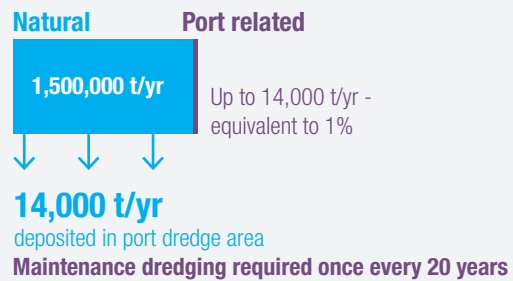 Natural Port related
1,500,000 t/yr
Up to 14,000 t/yr -
equivalent to 1%
14,000 t/yr
deposited in port dredge area
Maintenance dredging required once every 20 years